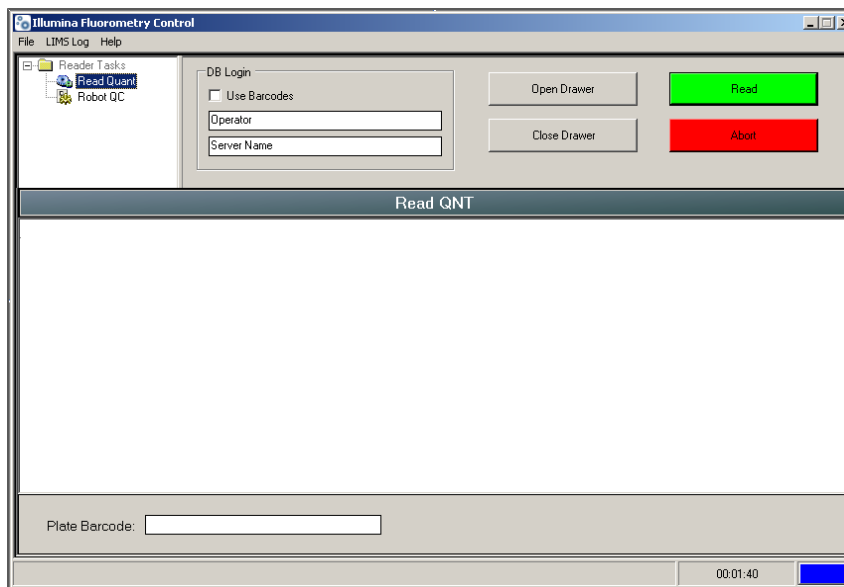 Illumina Fluorometry Control
File LIMS Log Help
Reader Tasks
Read Quant
Robot QC
DB Login
Use Barcodes
Operator
Server Name
Open Drawer
Read
Close Drawer
Abort
Read QNT
Plate Barcode:
00:01:40